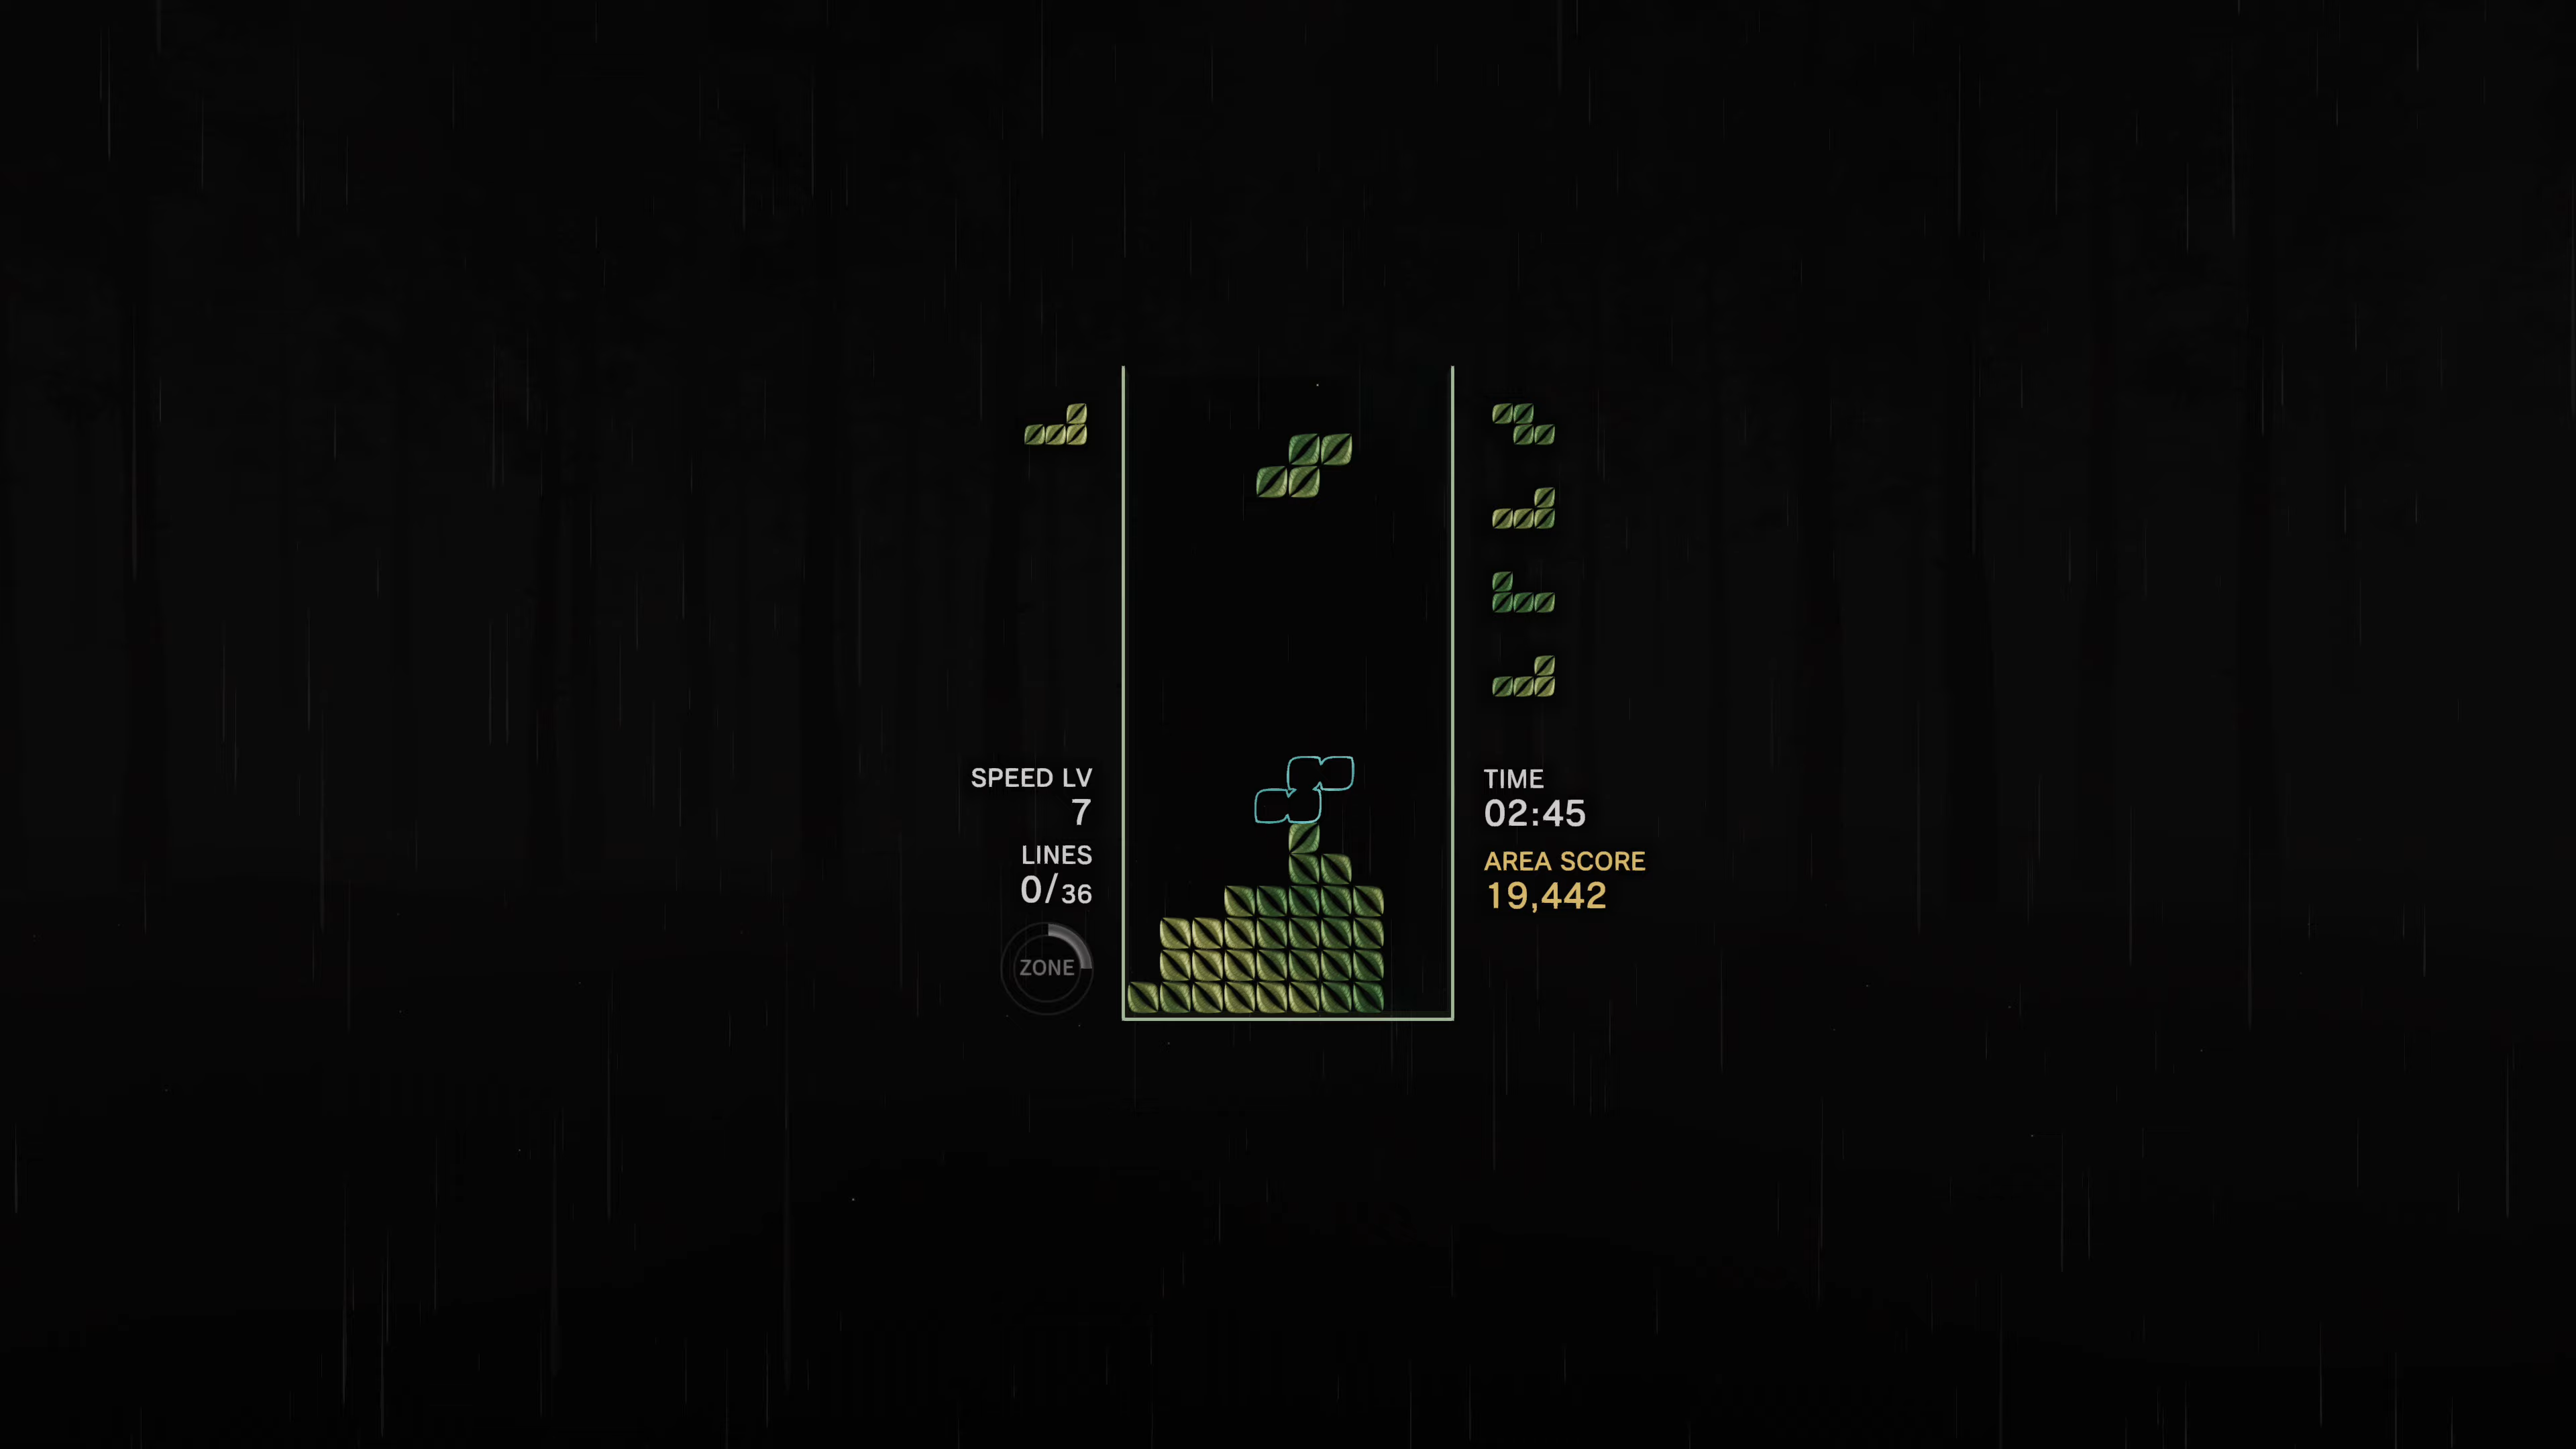 SPEED LV
7
LINES
0/36
ZONE
TIME
02:45
AREA SCORE
19,442